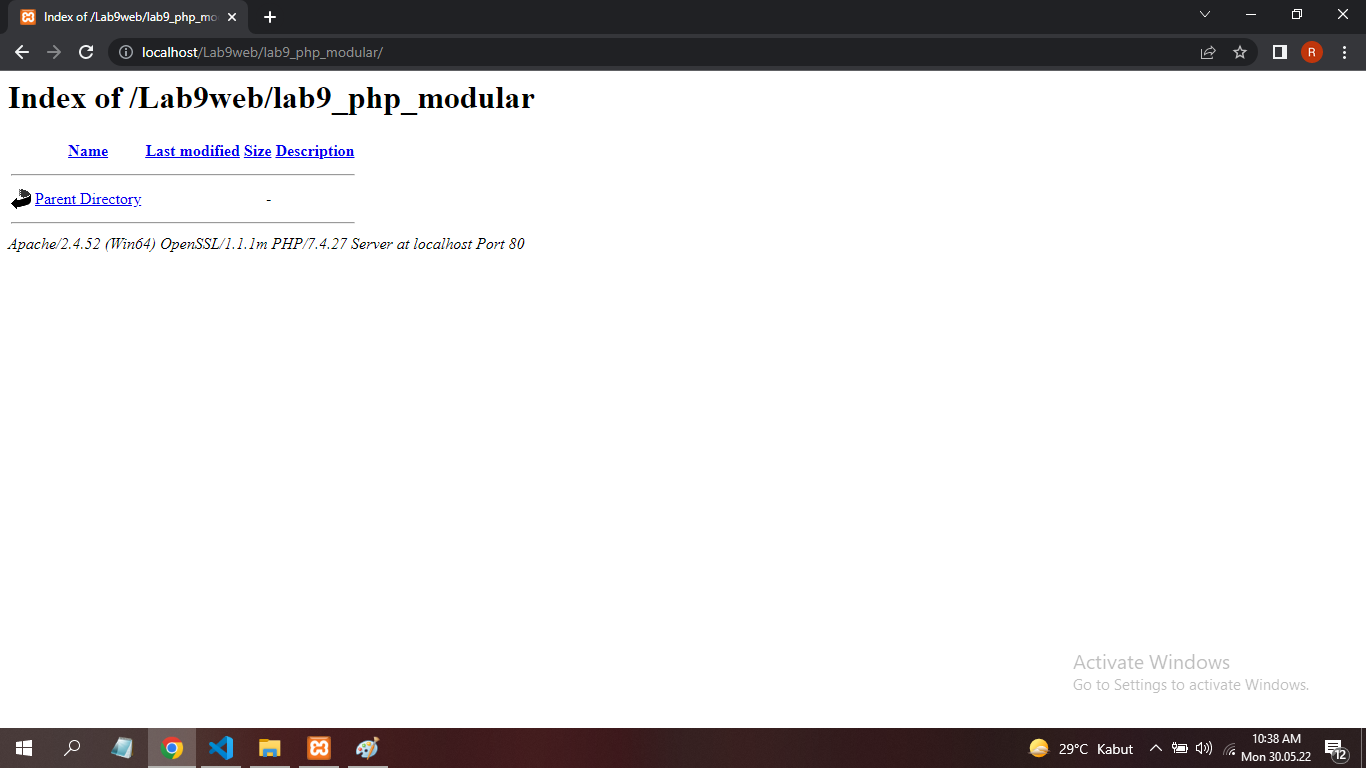 Index of /Lab9web/lab9_php_mo
localhost/Lab9web/lab9_php_modular/
R
Index of /Lab9web/lab9_php_modular
Name Last modified Size Description
Parent Directory -
Apache/2.4.52 (Win64) OpenSSL/1.1.1m PHP/7.4.27 Server at localhost Port 80
Activate Windows
Go to Settings to activate Windows.
29°C Kabut
10:38 AM
Mon 30.05.22
12